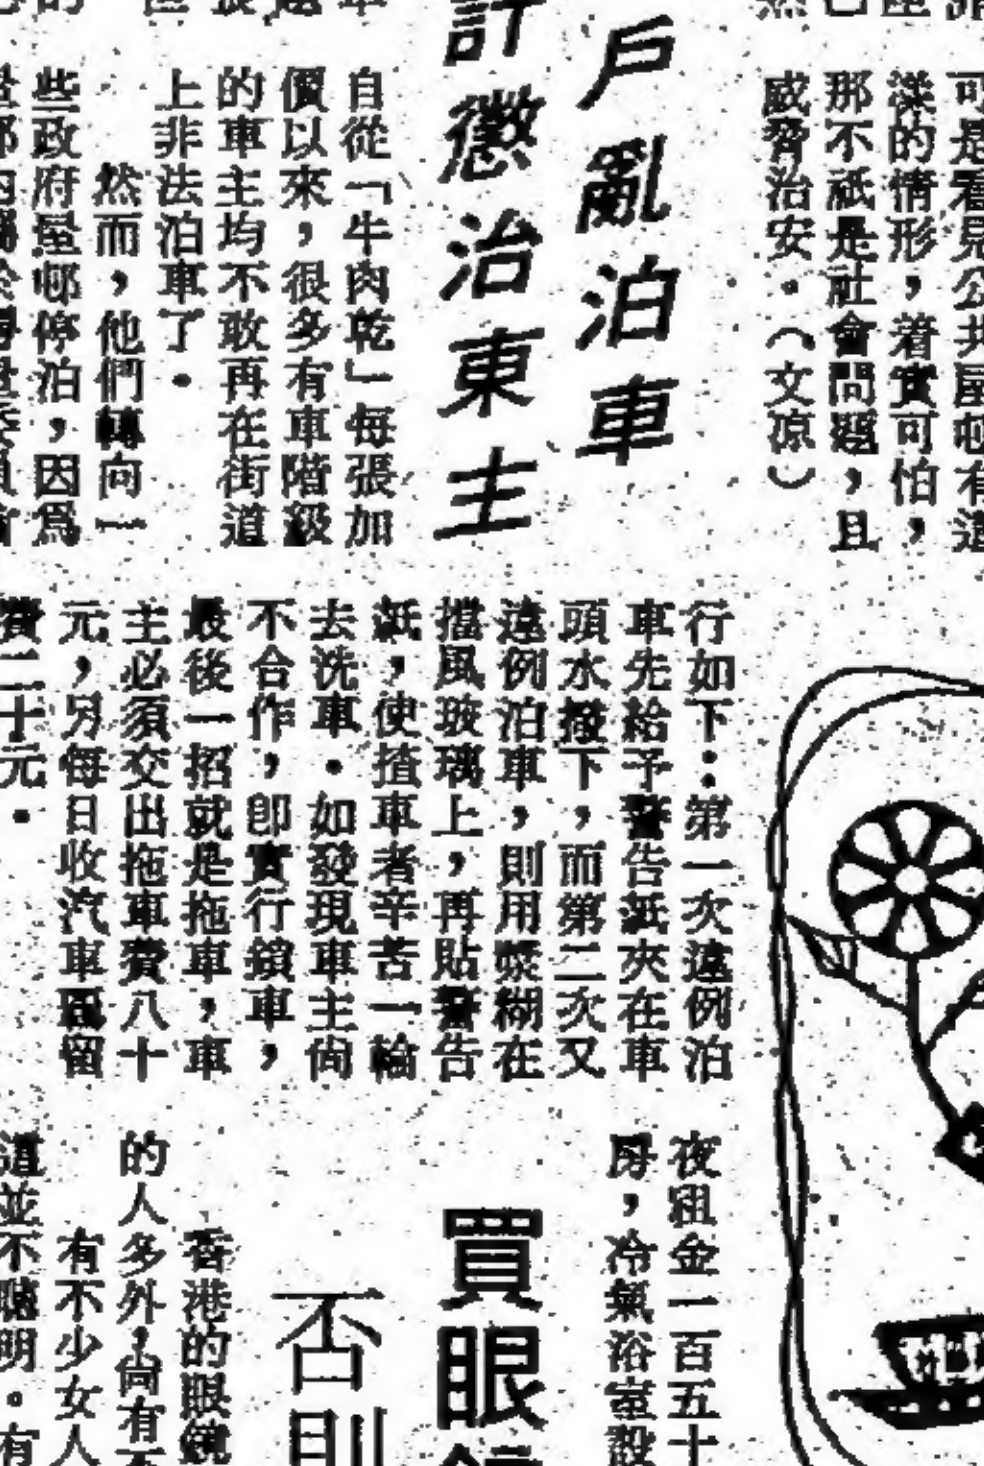 可是看見公共屋邨有這
漾的情形，着實可怕，
那不祇是社會問題，且
威脅治安。（文凉）
戶亂泊車
計懲治車主
自從「牛肉乾」每張加
價以來，很多有車階級
的車主均不敢再在街道
上非法泊車了。
然而，他們轉向一
些政府屋邨停泊，因爲
行如下：第一次違例泊
車先給予警告紙夾在車
頭水撥下，而第二次又
違例泊車，則用漿糊在
擋風玻璃上，再貼警告
紙，使揸車者辛苦一輪
去洗車。如發現車主尙
不合作，卽實行鎖車，
最後一招就是拖車，車
主必須交出拖車費八十
元，另每日收汽車留
費二十元。
夜租金一百五十
房，冷氣浴室設
買眼
否則
香港的眼鏡
的人多外，尙有不
有不少女人
道並不聰明。有